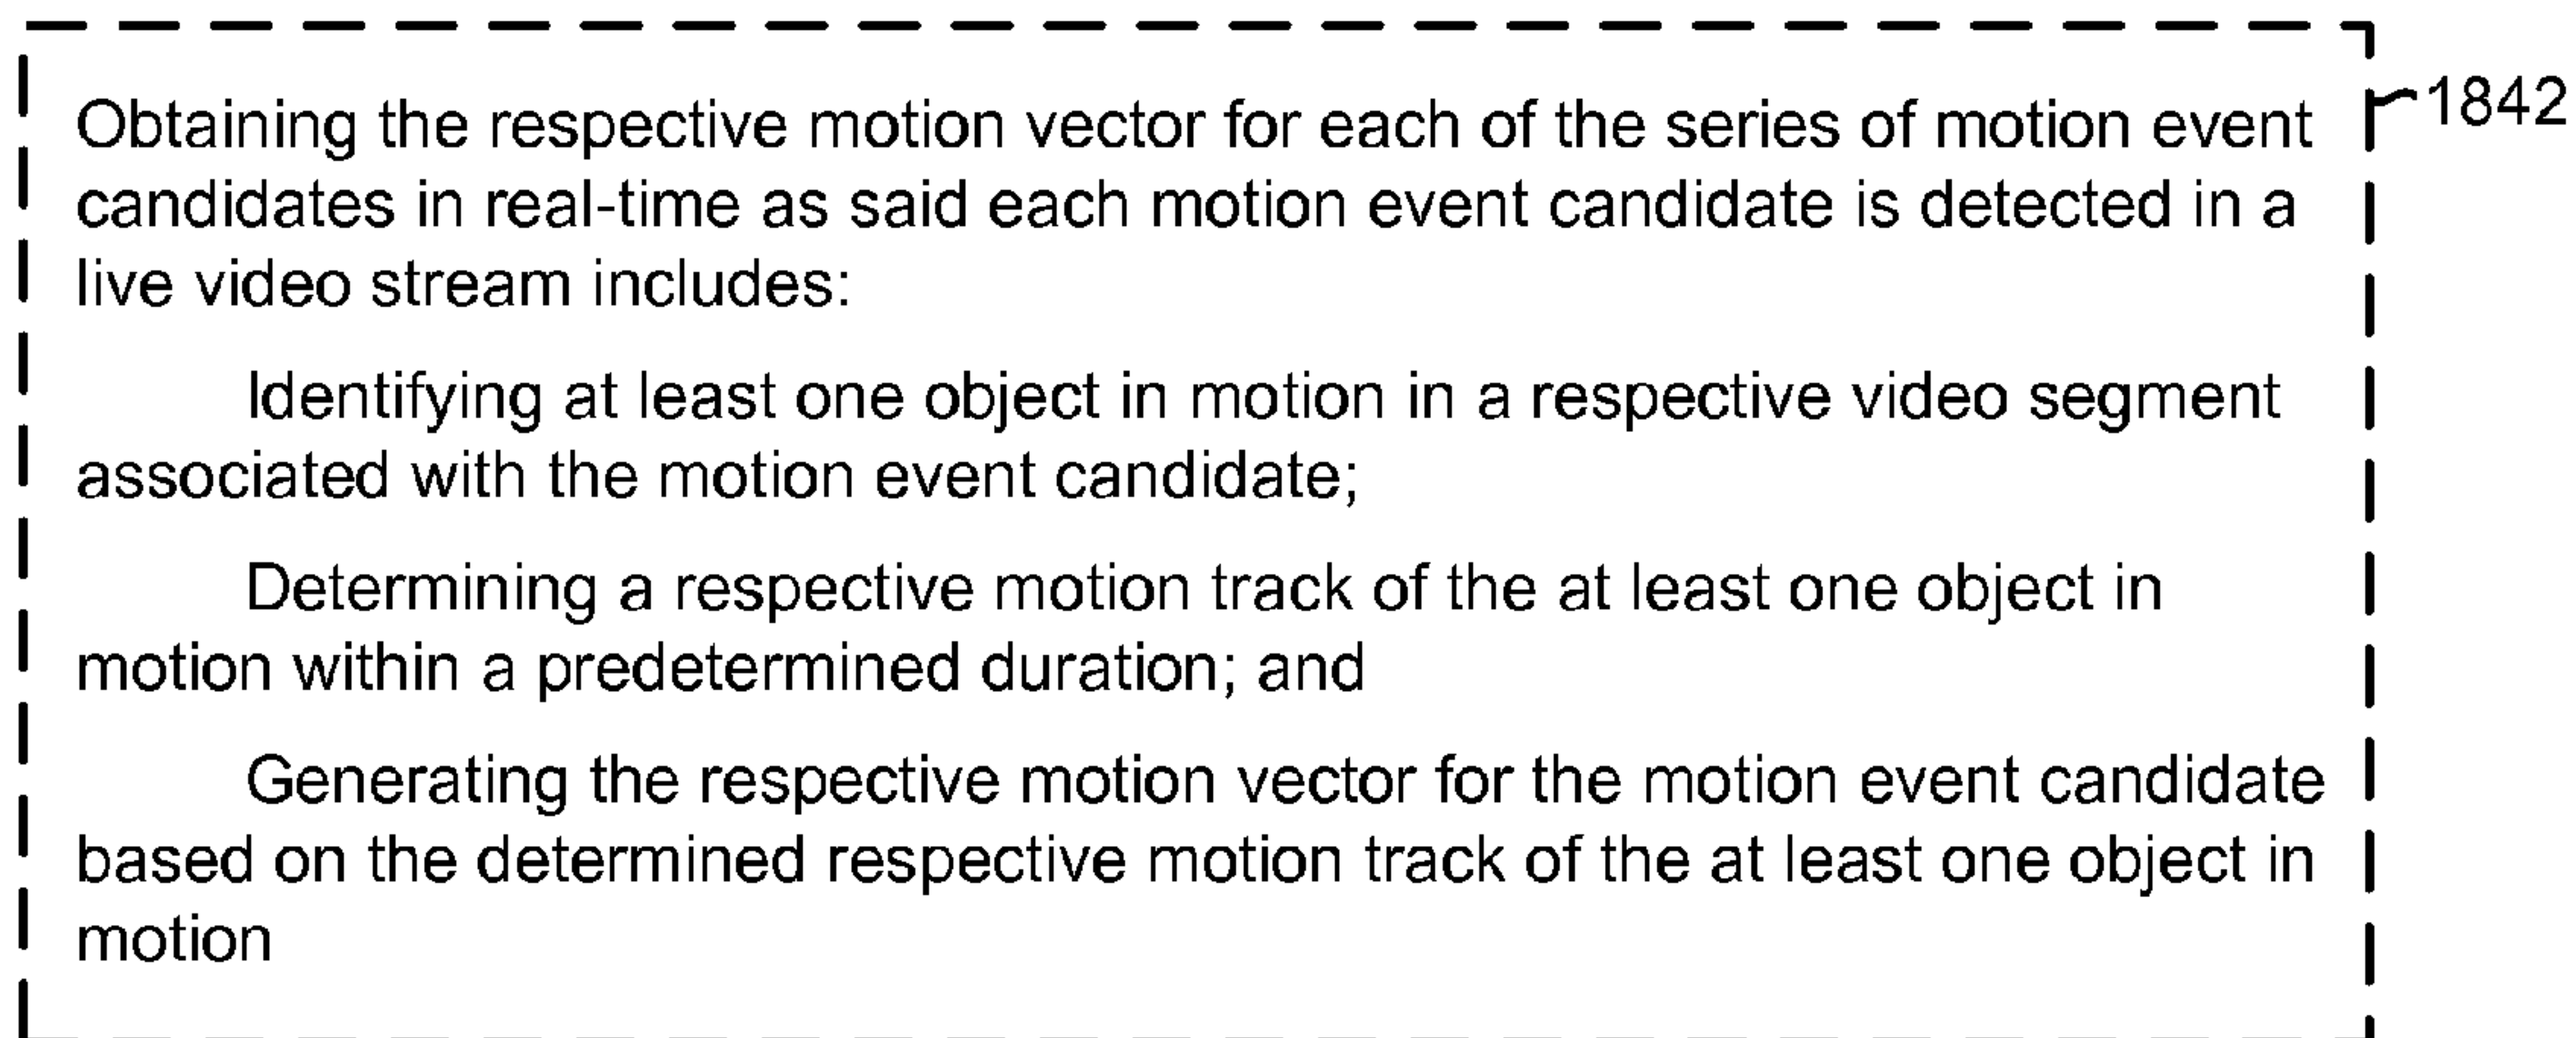 Obtaining the respective motion vector for each of the series of motion event
candidates in real-time as said each motion event candidate is detected in a
live video stream includes:
Identifying at least one object in motion in a respective video segment
associated with the motion event candidate;
Determining a respective motion track of the at least one object in
motion within a predetermined duration; and
Generating the respective motion vector for the motion event candidate
based on the determined respective motion track of the at least one object in
motion
1842